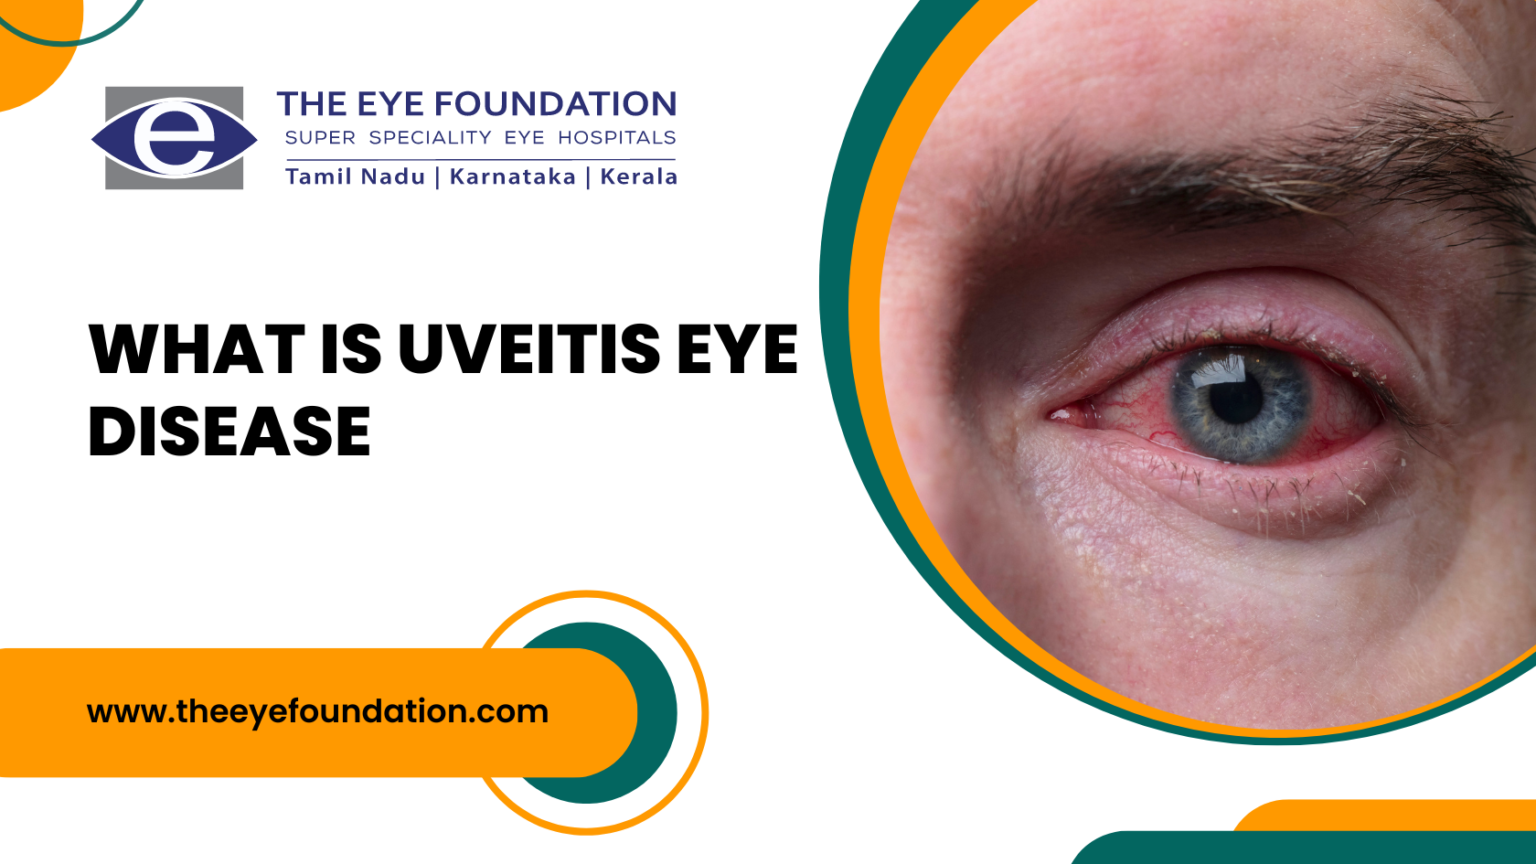 THE EYE FOUNDATION
SUPER SPECIALITY EYE HOSPITALS
Tamil Nadu | Karnataka | Kerala
WHAT IS UVEITIS EYE
DISEASE
www.theeyefoundation.com